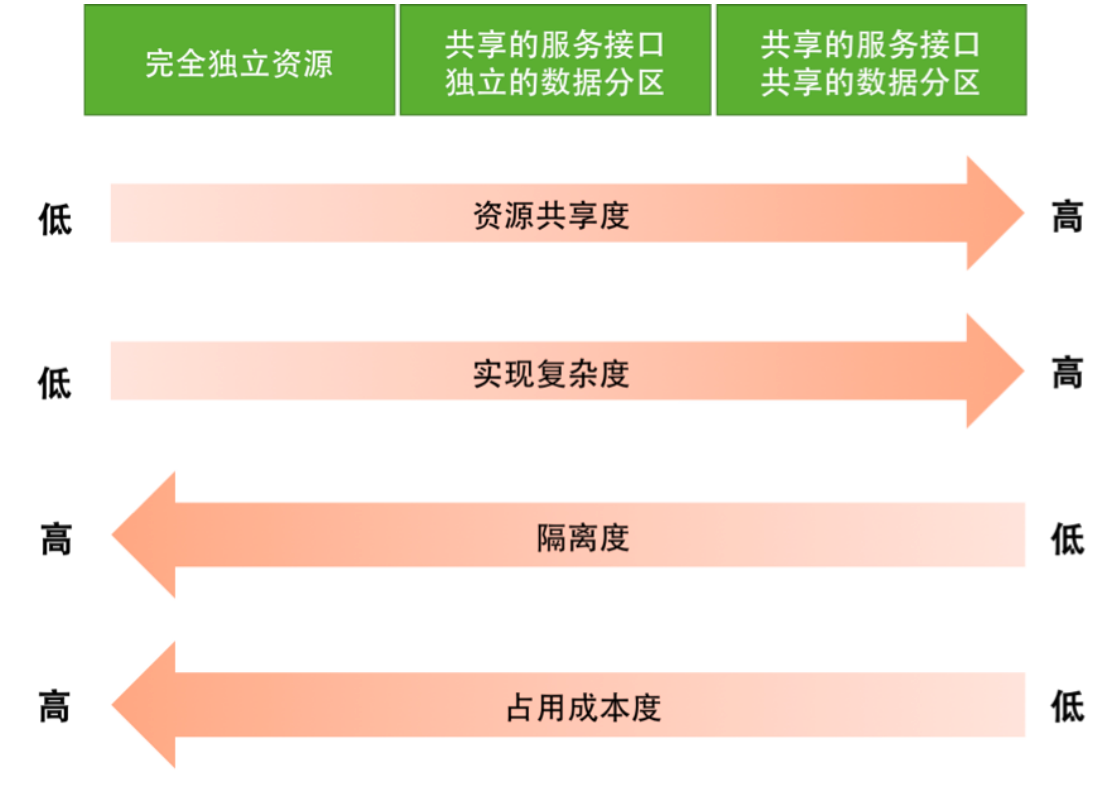 完全独立资源
共享的服务接口
独立的数据分区
共享的服务接口
共享的数据分区
低
资源共享度
高
低
实现复杂度
高
高
隔离度
低
高
占用成本度
低